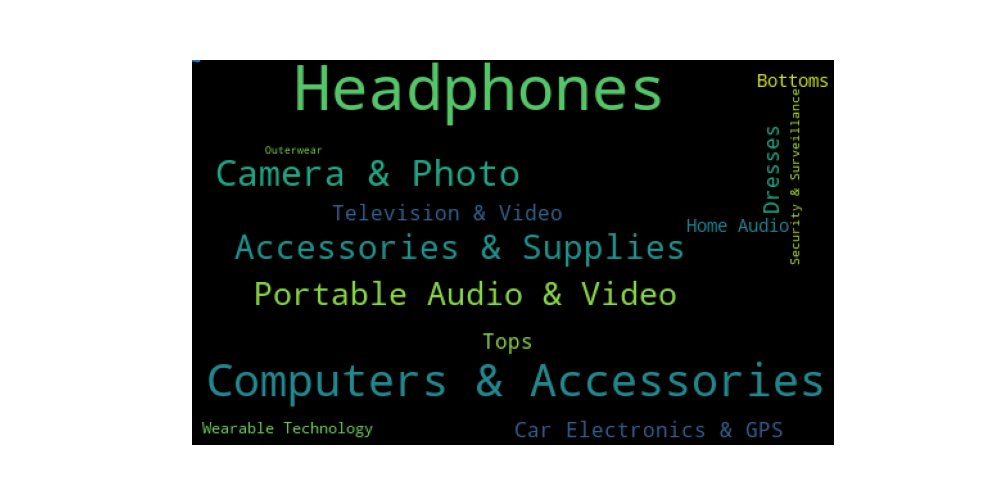 Headphones
Bottoms
Security & Surveillance
Dresses
Outerwear
Camera & Photo
Television & Video
Home Audio
Accessories & Supplies
Portable Audio & Video
Tops
Computers & Accessories
Wearable Technology
Car Electronics & GPS